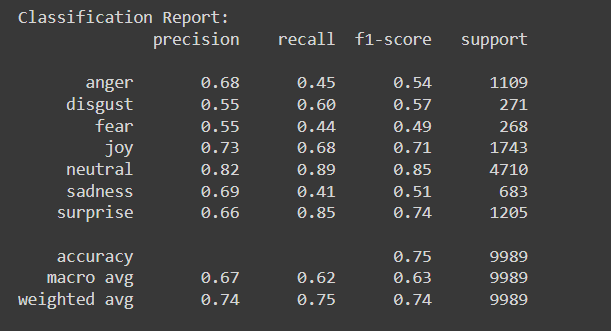 Classification Report:
precision recall f1-score support
anger 0.68 0.45 0.54 1109
disgust 0.55 0.60 0.57 271
fear 0.55 0.44 0.49 268
joy 0.73 0.68 0.71 1743
neutral 0.82 0.89 0.85 4710
sadness 0.69 0.41 0.51 683
surprise 0.66 0.85 0.74 1205
accuracy 0.75 9989
macro avg 0.67 0.62 0.63 9989
weighted avg 0.74 0.75 0.74 9989